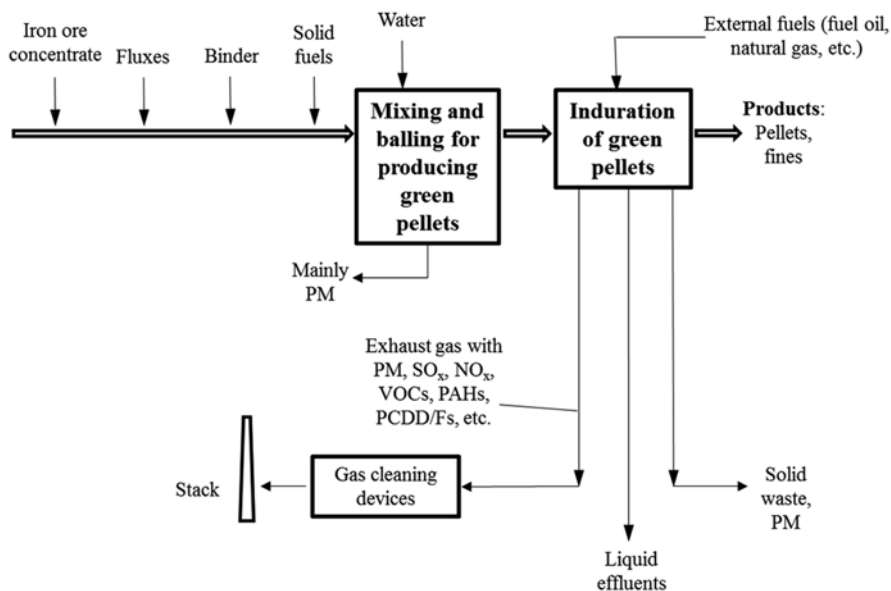 Iron ore
concentrate
Fluxes
Binder
Solid
fuels
Water
External fuels (fuel oil,
natural gas, etc.)
Mixing and
balling for
producing
green
pellets
Induration
of green
pellets
Products:
Pellets,
fines
Mainly
PM
Exhaust gas with
PM, SOx, NOx,
VOCs, PAHs,
PCDD/Fs, etc.
Stack
Gas cleaning
devices
Solid
waste,
PM
Liquid
effluents